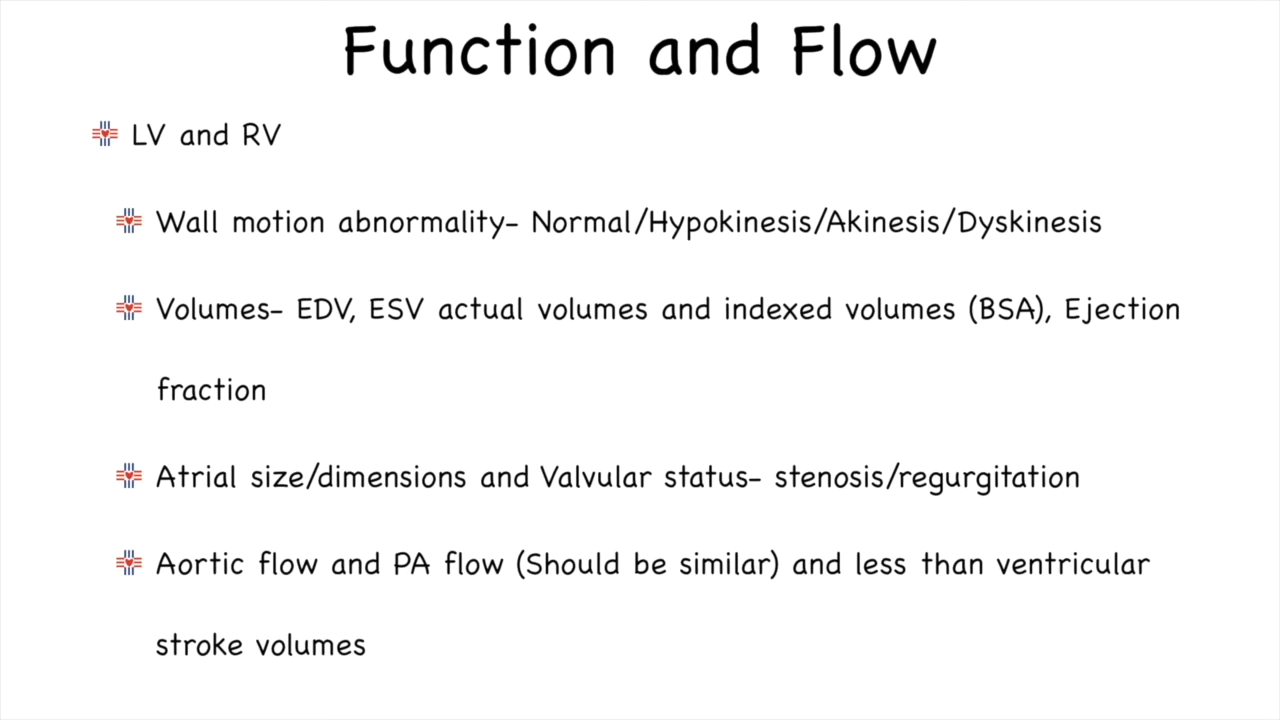 Function and Flow
LV and RV
Wall motion abnormality- Normal/Hypokinesis/Akinesis/Dyskinesis
Volumes- EDV, ESV actual volumes and indexed volumes (BSA), Ejection
fraction
Atrial size/dimensions and Valvular status- stenosis/regurgitation
Aortic flow and PA flow (Should be similar) and less than ventricular
stroke volumes